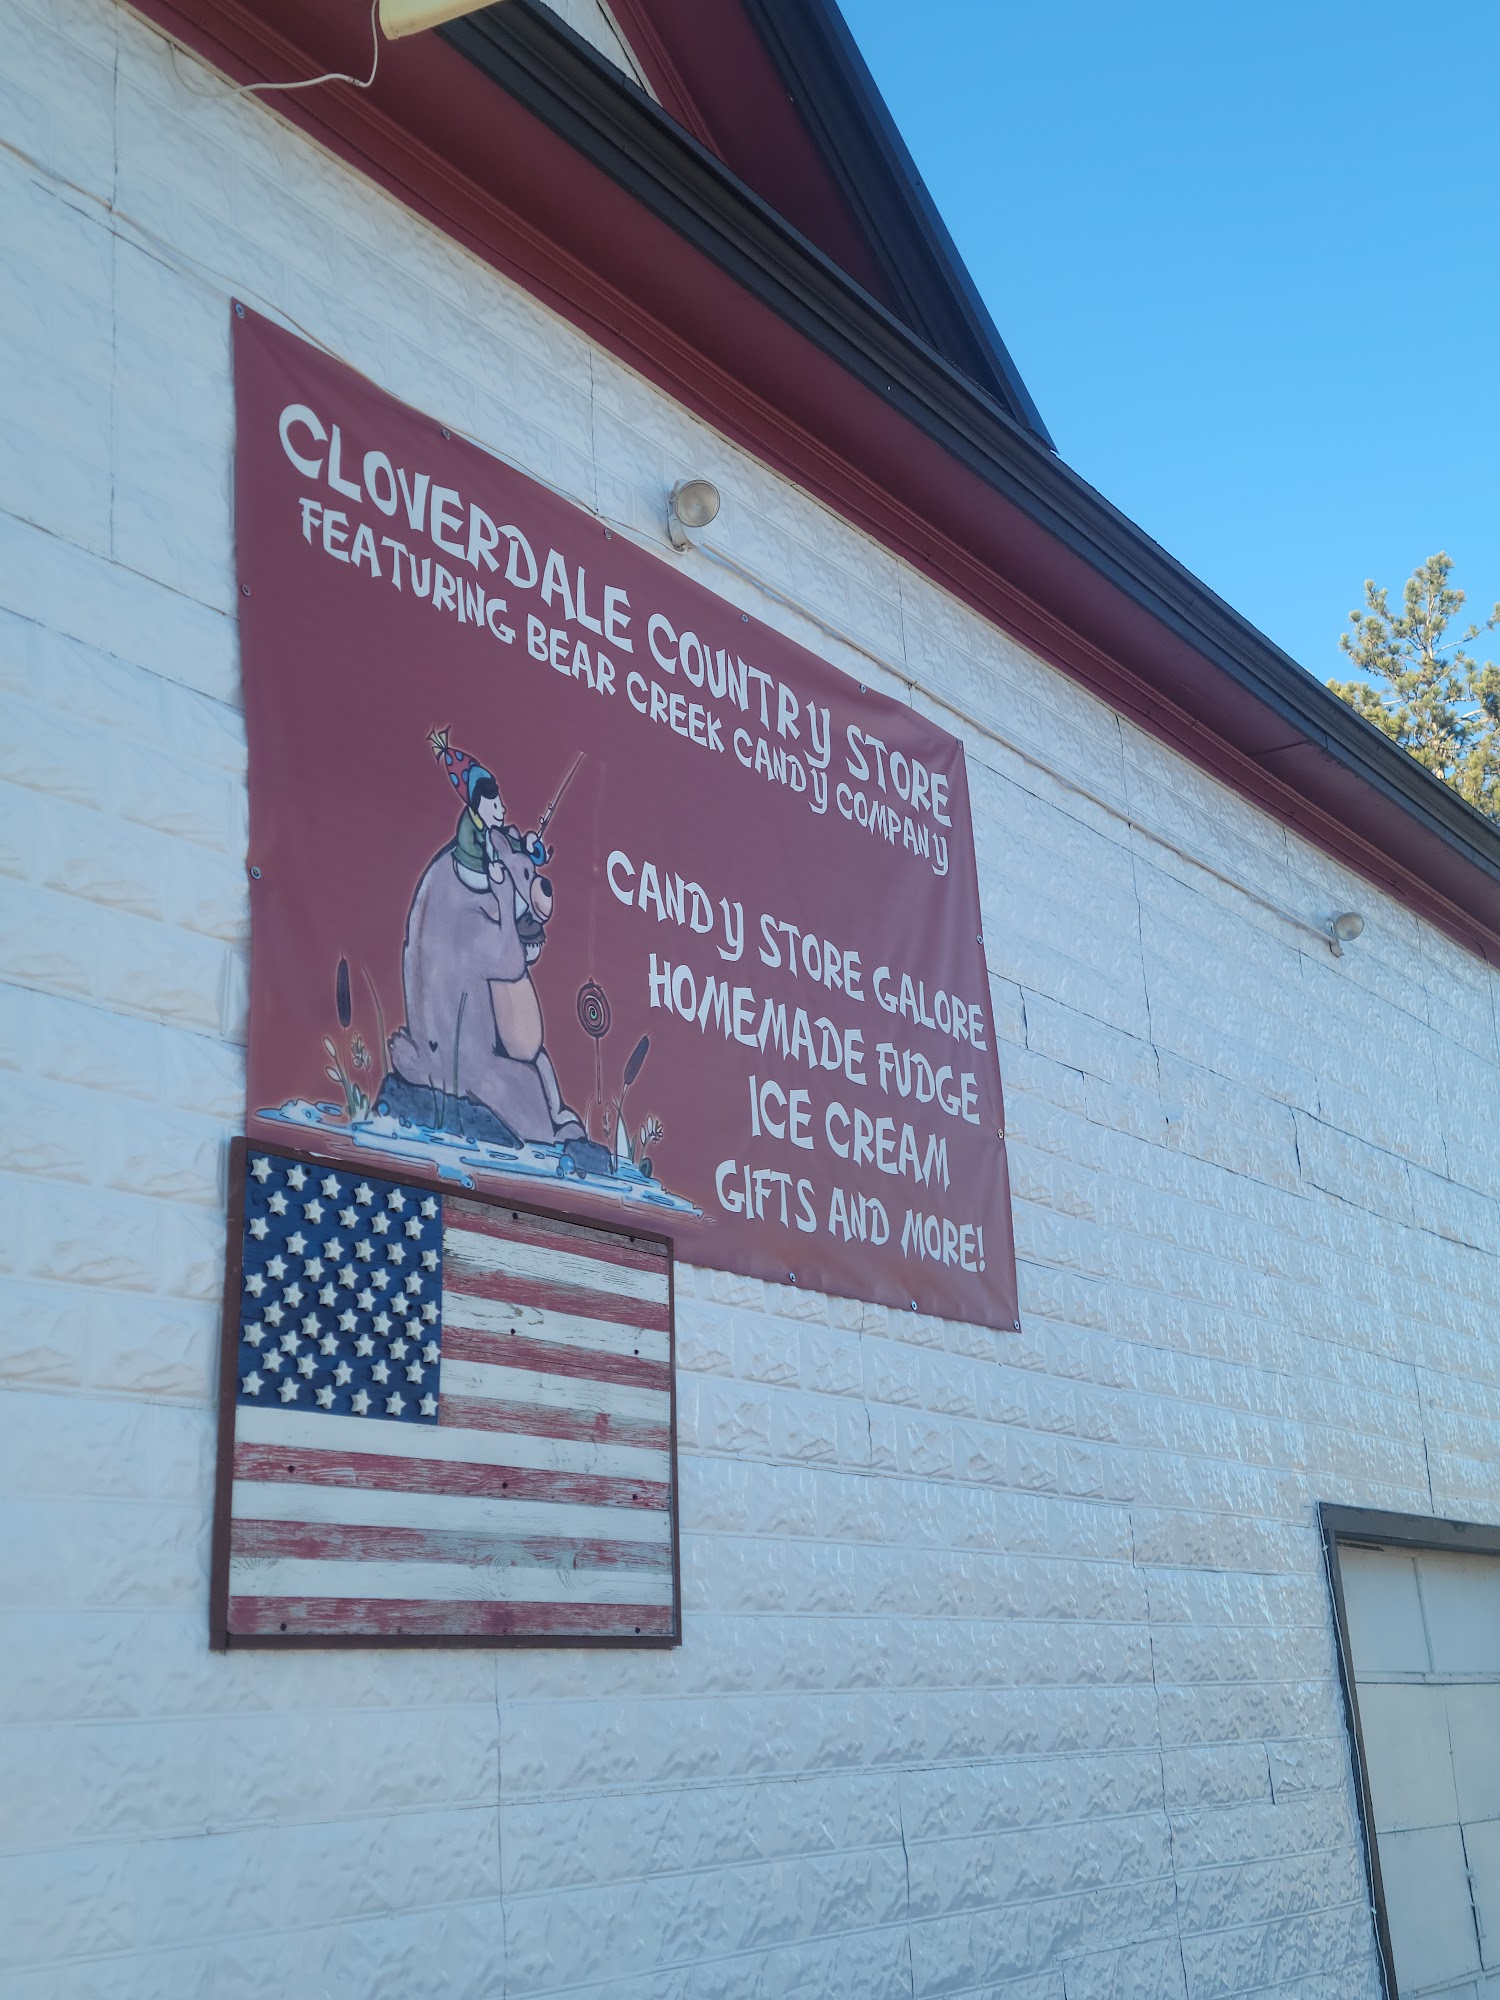 CLOVERDALE COUNTRY STORE
FEATURING BEAR CREEK CANDY COMPANY
CANDY STORE GALORE
HOMEMADE FUDGE
ICE CREAM
GIFTS AND MORE!